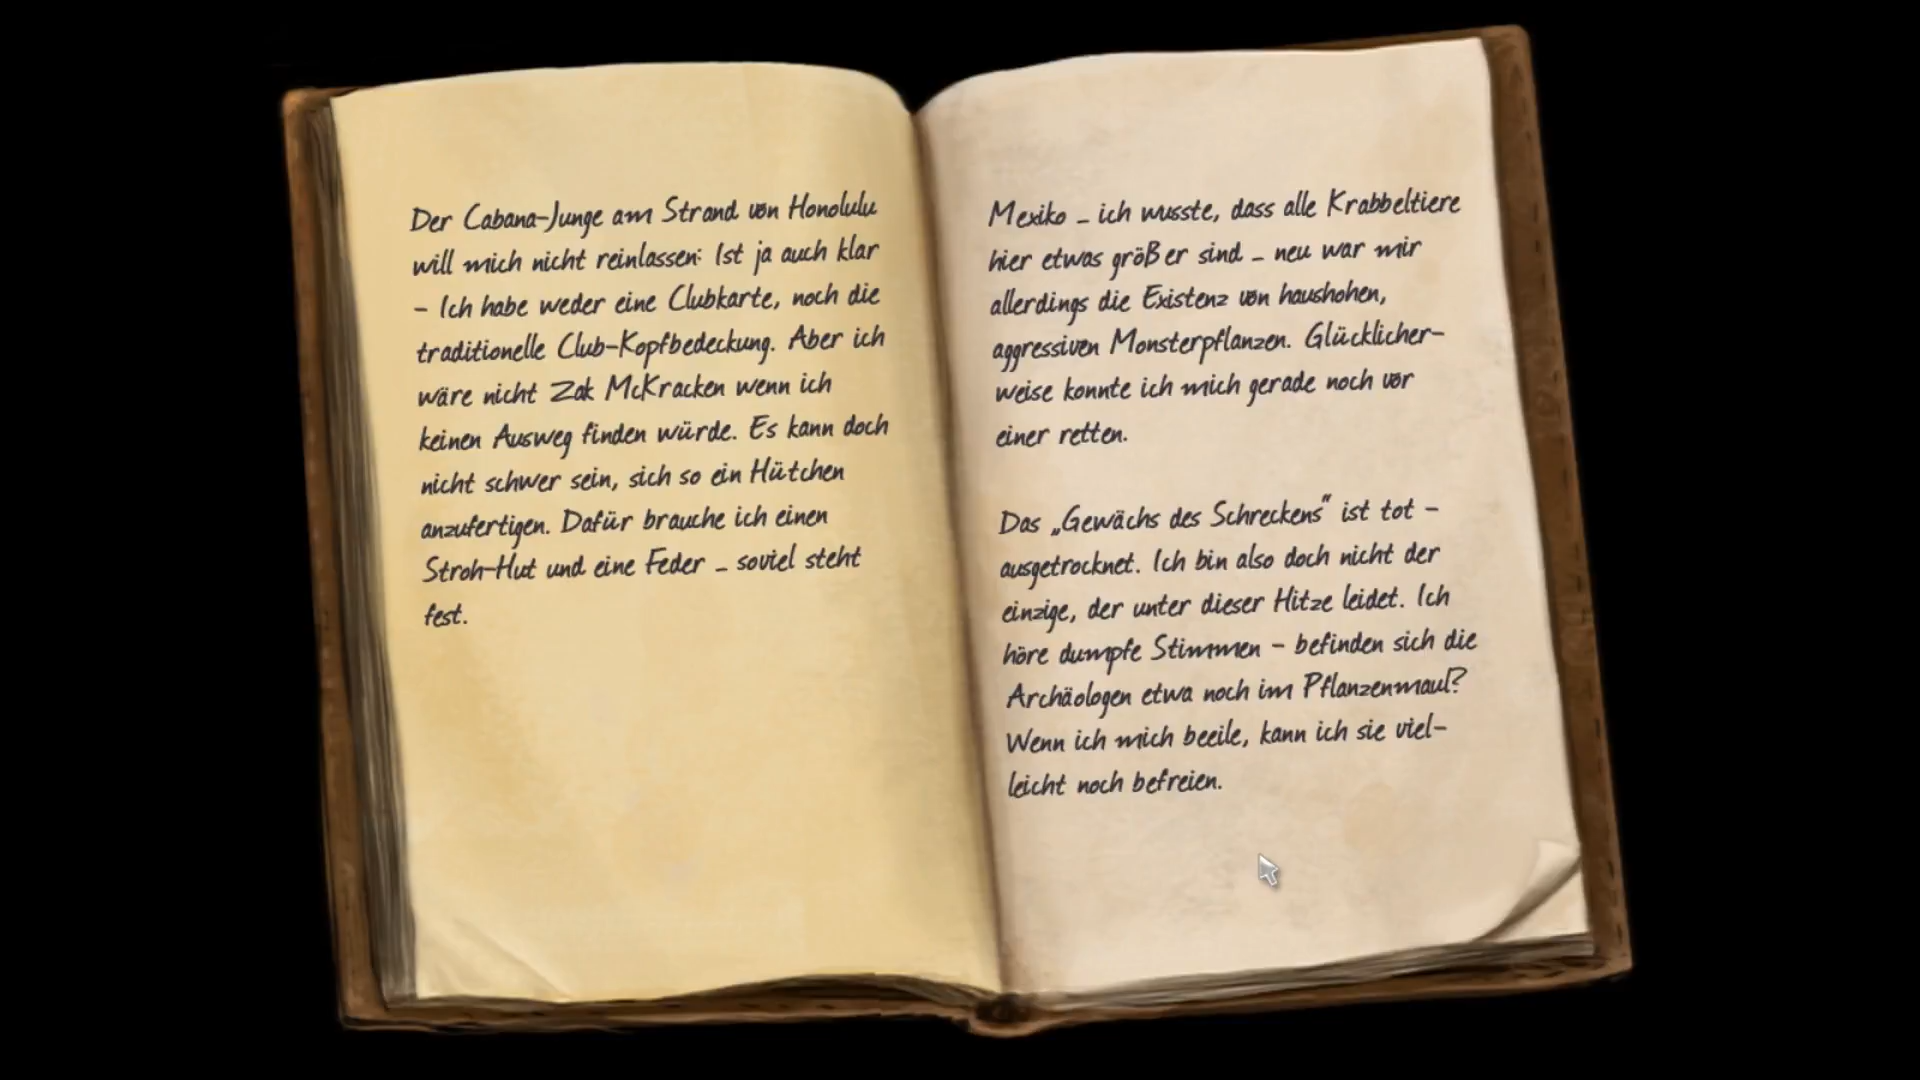 Der Cabana-Junge am Strand von Honolulu
will mich nicht reinlassen: Ist ja auch klar
- Ich habe weder eine Clubkarte, noch die
traditionelle Club-Kopfbedeckung. Aber ich
wäre nicht Zak McKracken wenn ich
keinen Ausweg finden würde. Es kann doch
nicht schwer sein, sich so ein Hütchen
anzufertigen. Dafür brauche ich einen
Stroh-Hut und eine Feder _ soviel steht
fest.
Mexiko _ ich wusste, dass alle Krabbeltiere
hier etwas größer sind _ neu war mir
allerdings die Existenz von haushohen,
aggressiven Monsterpflanzen. Glücklicher-
weise konnte ich mich gerade noch vor
einer retten.
Das „Gewächs des Schreckens" ist tot -
ausgetrocknet. Ich bin also doch nicht der
einzige, der unter dieser Hitze leidet. Ich
höre dumpfe Stimmen - befinden sich die
Archäologen etwa noch im Pflanzenmaul?
Wenn ich mich beeile, kann ich sie viel-
leicht noch befreien.